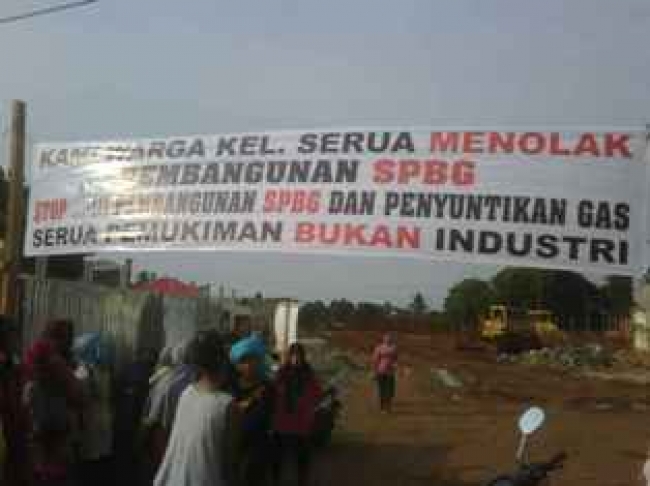 KAMI WARGA KEL. SERUA MENOLAK
PEMBANGUNAN SPBG
STOP PEMBANGUNAN SPBG DAN PENYUNTIKAN GAS
SERUA PEMUKIMAN BUKAN INDUSTRI